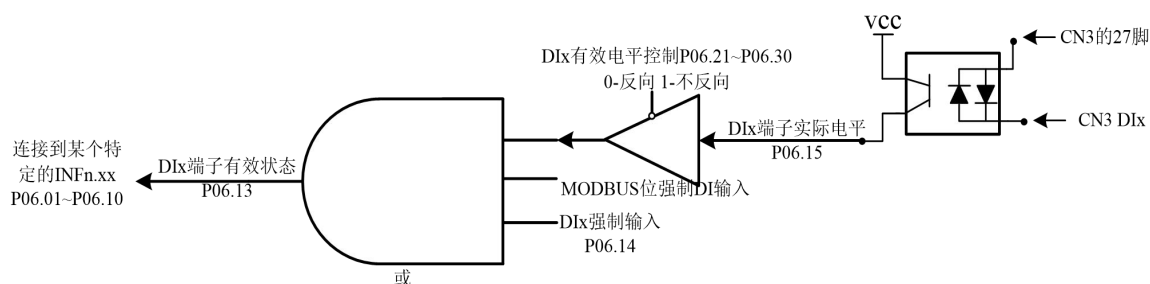 VCC
CN3的27脚
CN3 DIx
DIx有效电平控制P06.21~P06.30
0-反向 1-不反向
DIx端子实际电平
P06.15
MODBUS位强制DI输入
DIx强制输入
P06.14
或
DIx端子有效状态
P06.13
连接到某个特
定的INFn.xx
P06.01~P06.10